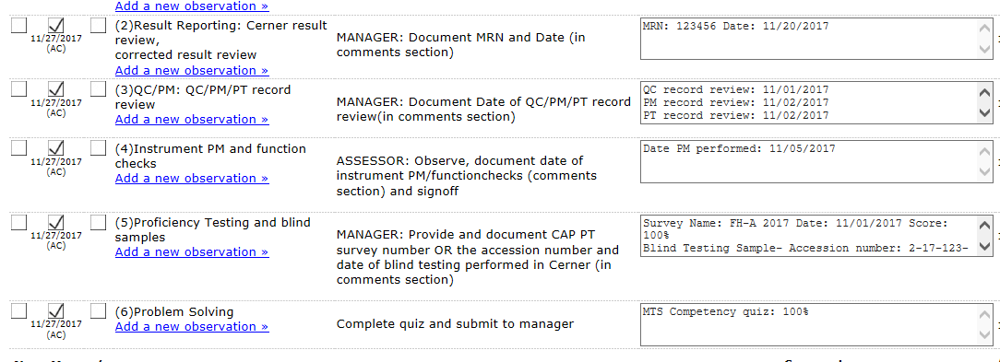 Add a new observation »
(2)Result Reporting: Cerner result
review,
corrected result review
Add a new observation »
11/27/2017
(AC)
MANAGER: Document MRN and Date (in
comments section)
MRN: 123456 Date: 11/20/2017
(3)QC/PM: QC/PM/PT record
review
Add a new observation »
11/27/2017
(AC)
MANAGER: Document Date of QC/PM/PT record
review(in comments section)
QC record review: 11/01/2017
PM record review: 11/02/2017
PT record review: 11/02/2017
(4)Instrument PM and function
checks
Add a new observation »
11/27/2017
(AC)
ASSESSOR: Observe, document date of
instrument PM/functionchecks (comments
section) and signoff
Date PM performed: 11/05/2017
(5)Proficiency Testing and blind
samples
Add a new observation »
11/27/2017
(AC)
MANAGER: Provide and document CAP PT
survey number OR the accession number and
date of blind testing performed in Cerner (in
comments section)
Survey Name: FH-A 2017 Date: 11/01/2017 Score:
100%
Blind Testing Sample- Accession number: 2-17-123-
(6)Problem Solving
Add a new observation »
11/27/2017
(AC)
Complete quiz and submit to manager
MTS Competency quiz: 100%